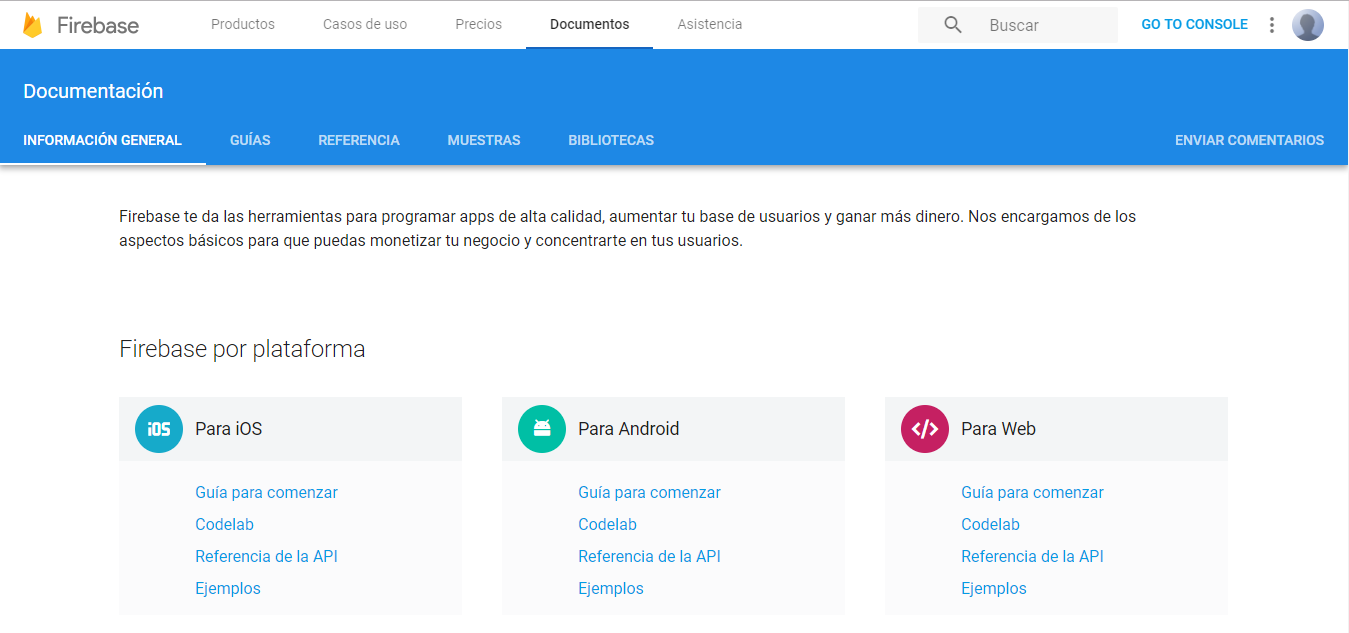 Firebase Productos Casos de uso Precios Documentos Asistencia Buscar GO TO CONSOLE
Documentación
INFORMACIÓN GENERAL GUÍAS REFERENCIA MUESTRAS BIBLIOTECAS ENVIAR COMENTARIOS
Firebase te da las herramientas para programar apps de alta calidad, aumentar tu base de usuarios y ganar más dinero. Nos encargamos de los
aspectos básicos para que puedas monetizar tu negocio y concentrarte en tus usuarios.
Firebase por plataforma
iOS Para iOS
Guía para comenzar
Codelab
Referencia de la API
Ejemplos
Para Android
Guía para comenzar
Codelab
Referencia de la API
Ejemplos
</> Para Web
Guía para comenzar
Codelab
Referencia de la API
Ejemplos